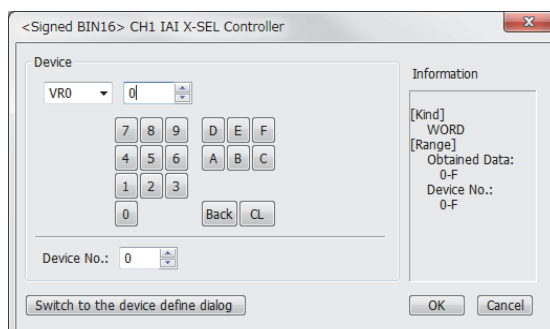 <Signed BIN16> CH1 IAI X-SEL Controller
Device
VR0 0
7 8 9 D E F
4 5 6 A B C
1 2 3
0 Back CL
Device No.: 0
Switch to the device define dialog
Information
[Kind]
WORD
[Range]
Obtained Data:
0-F
Device No.:
0-F
OK Cancel